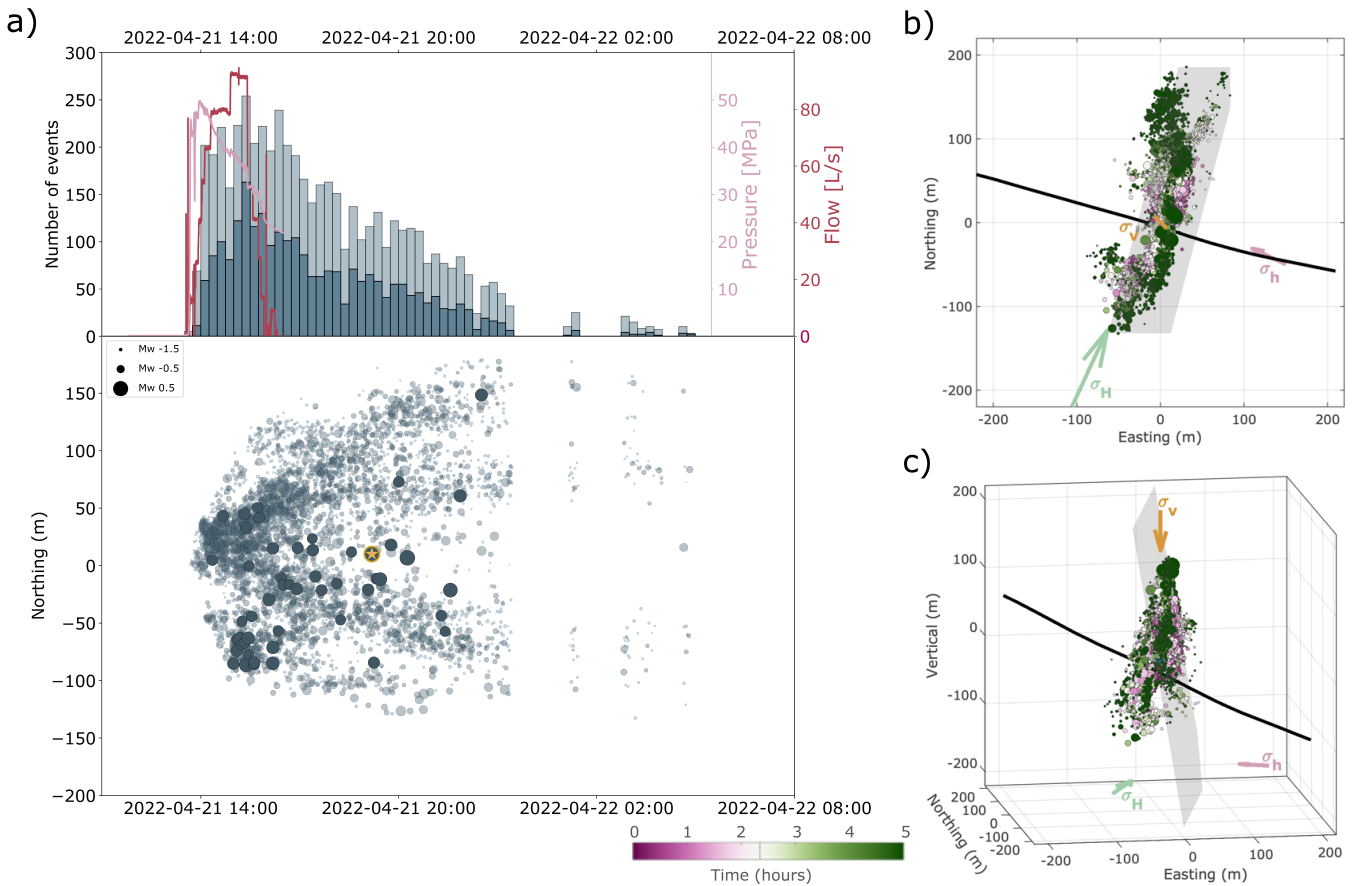 a)
2022-04-21 14:00 2022-04-21 20:00 2022-04-22 02:00 2022-04-22 08:00
300
250
200
150
100
50
0
Number of events
50
40
30
20
10
Pressure [MPa]
80
60
40
20
0
Flow [L/s]
Mw -1.5
Mw -0.5
Mw 0.5
150
100
50
0
−50
−100
−150
−200
Northing (m)
2022-04-21 14:00 2022-04-21 20:00 2022-04-22 02:00 2022-04-22 08:00
0 1 2 3 4 5
Time (hours)
b)
200
100
0
-100
-200
Northing (m)
σv
σh
σH
-200 -100 0 100 200
Easting (m)
c)
200
100
0
-100
-200
Vertical (m)
σv
σh
σH
200
100
0
-100
-200
Northing (m)
-200 -100 0 100 200
Easting (m)